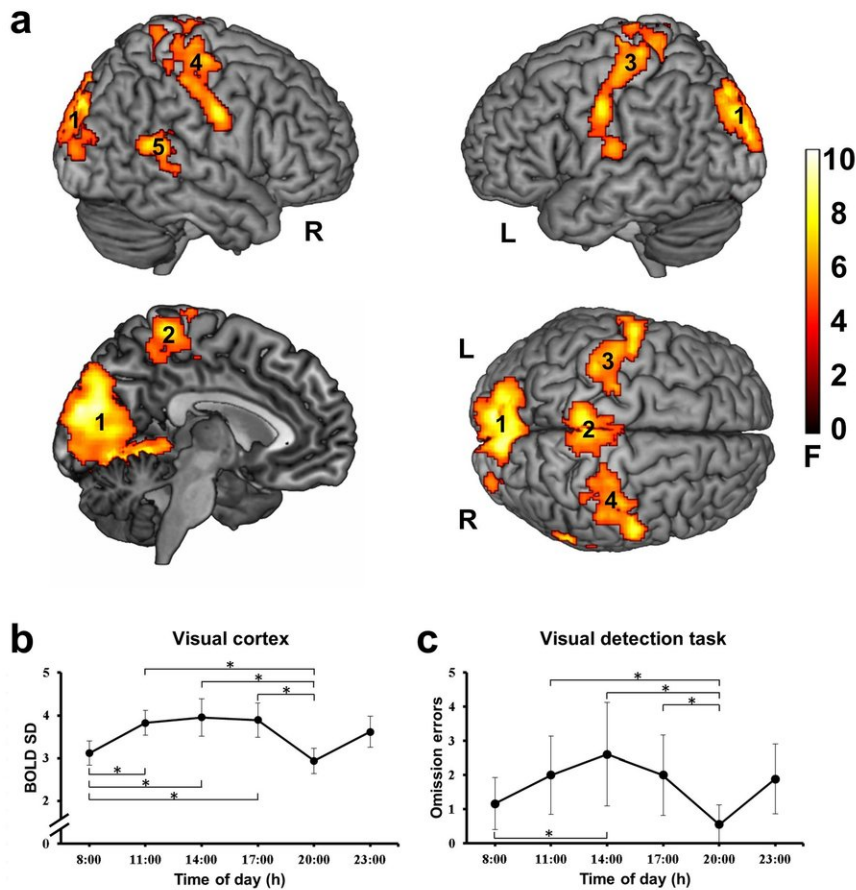 a
4
1
5
R
3
1
L
10
8
6
4
2
0
F
2
1
L
3
1
2
4
R
b
Visual cortex
BOLD SD
5
4
3
2
0
* * * * * *
8:00 11:00 14:00 17:00 20:00 23:00
Time of day (h)
c
Visual detection task
Omission errors
5
4
3
2
1
0
* * * *
8:00 11:00 14:00 17:00 20:00 23:00
Time of day (h)